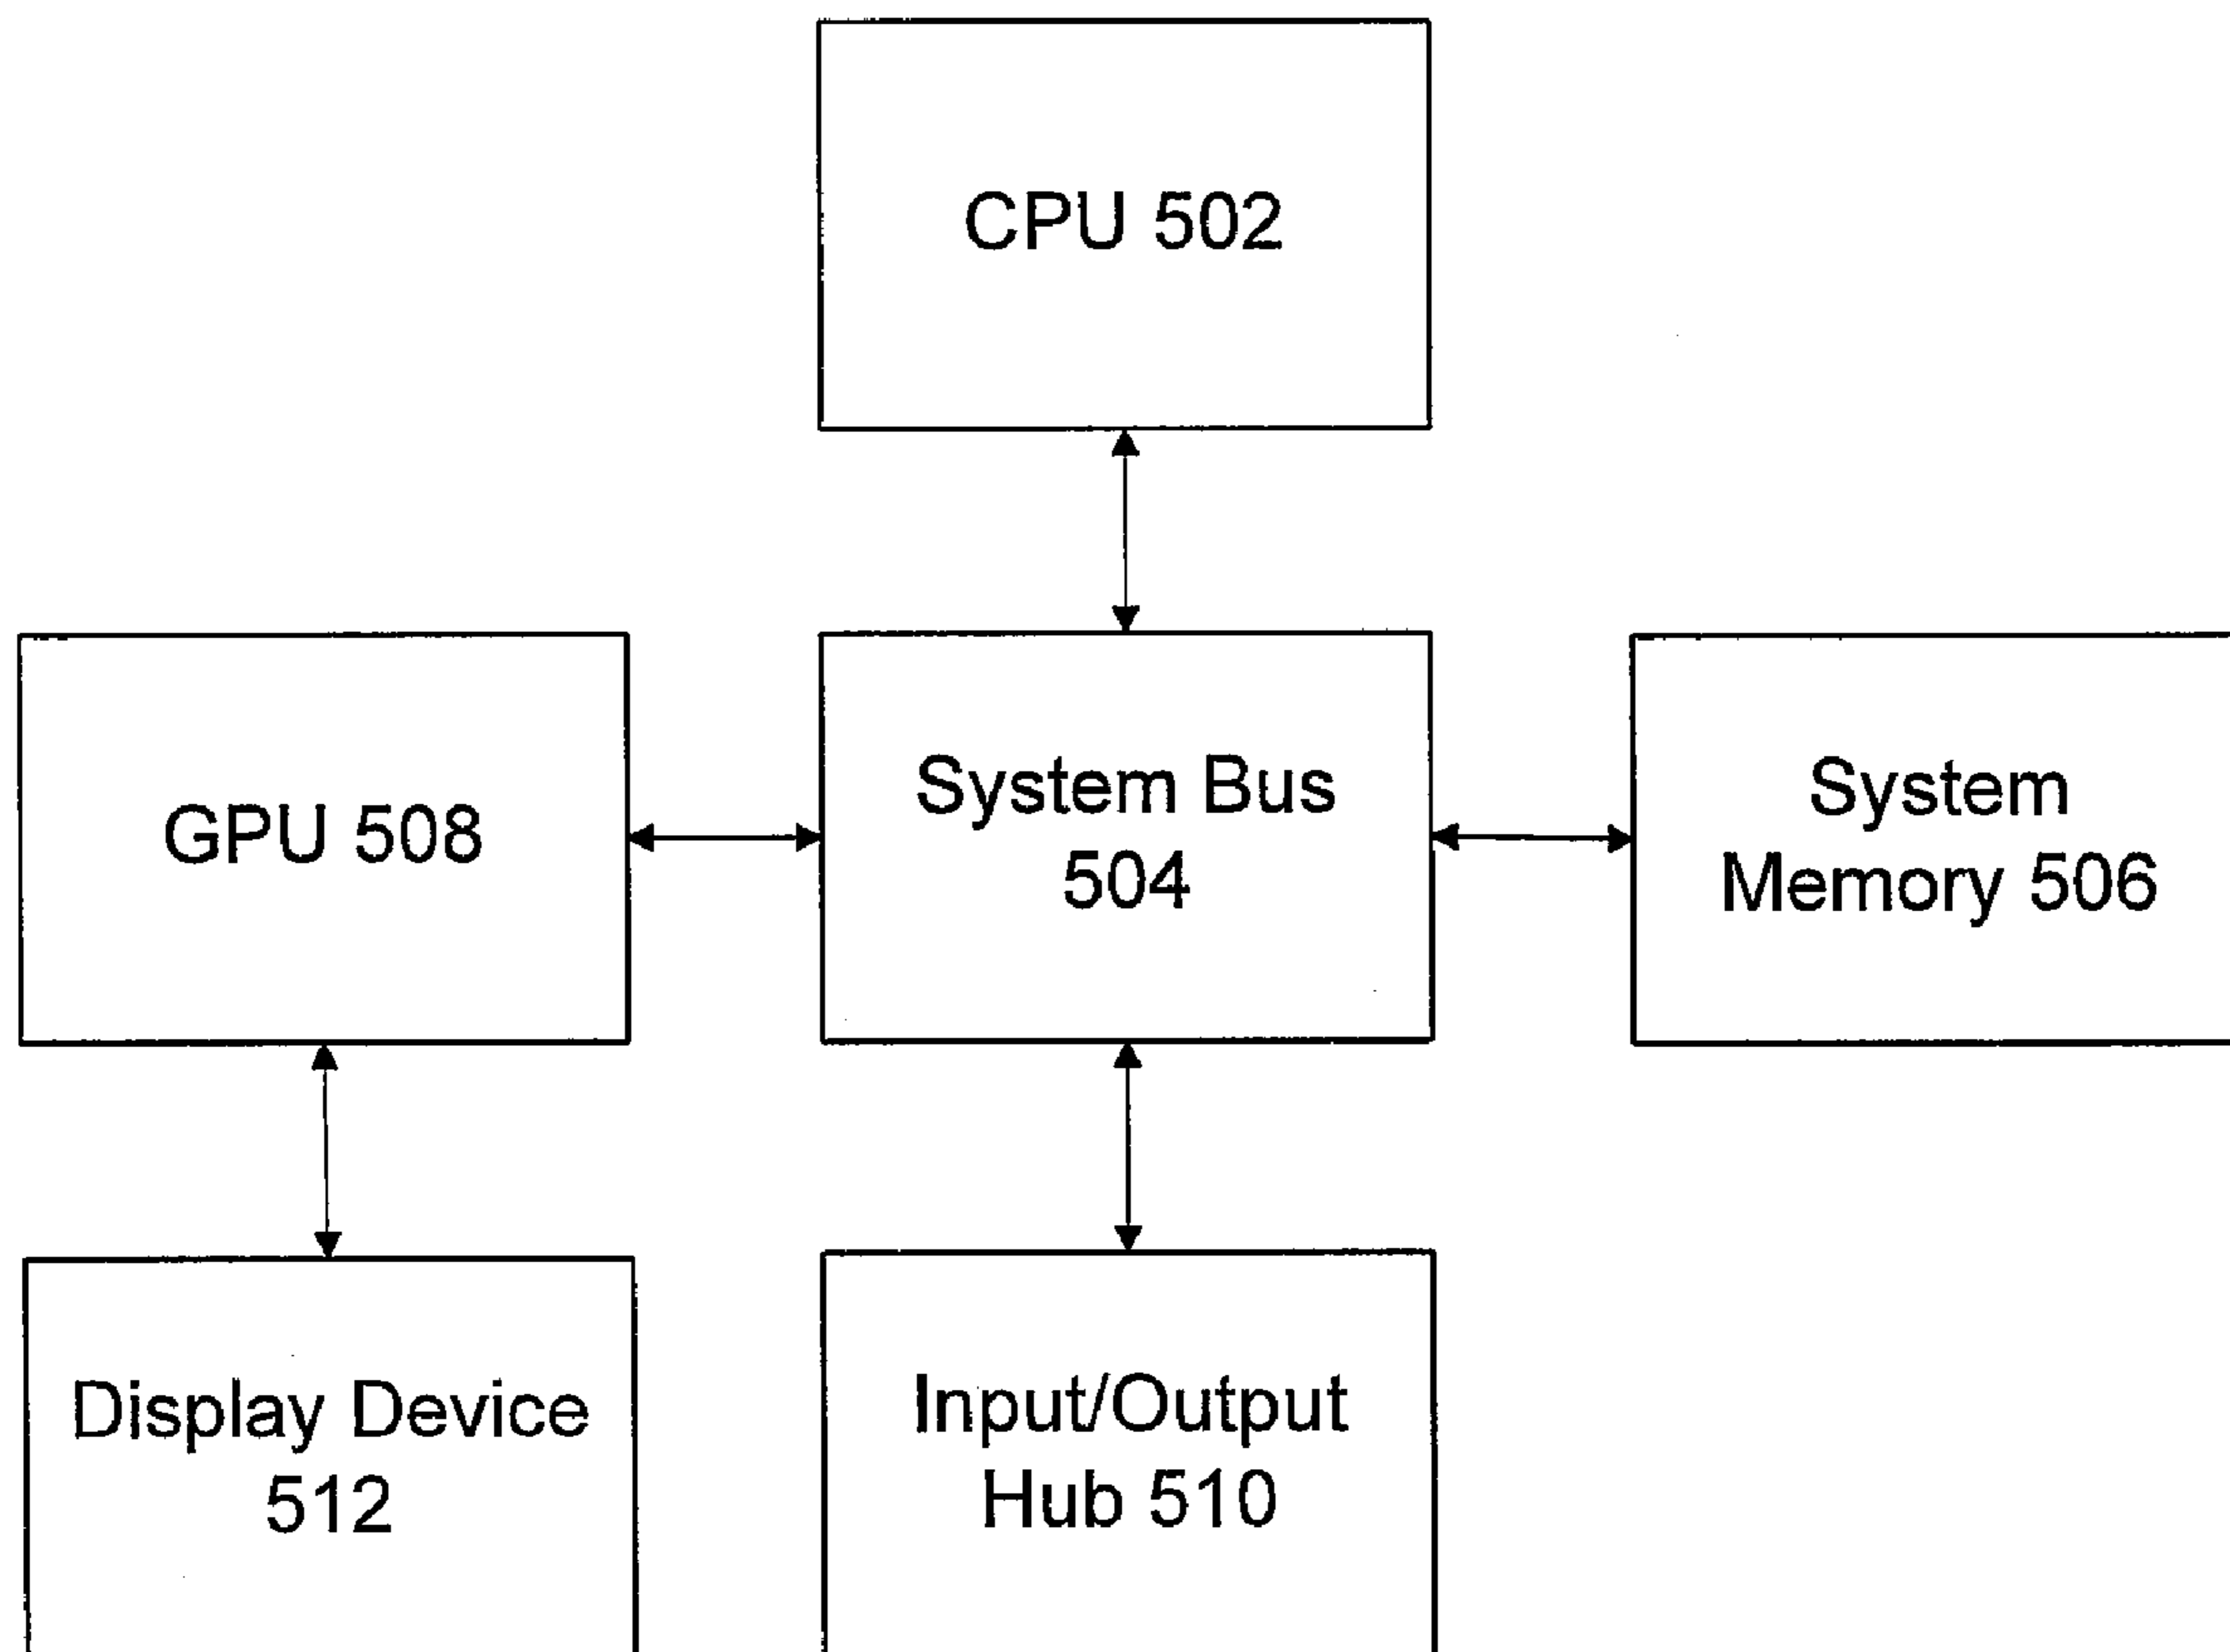 CPU 502
GPU 508
System Bus
504
System
Memory 506
Display Device
512
Input/Output
Hub 510